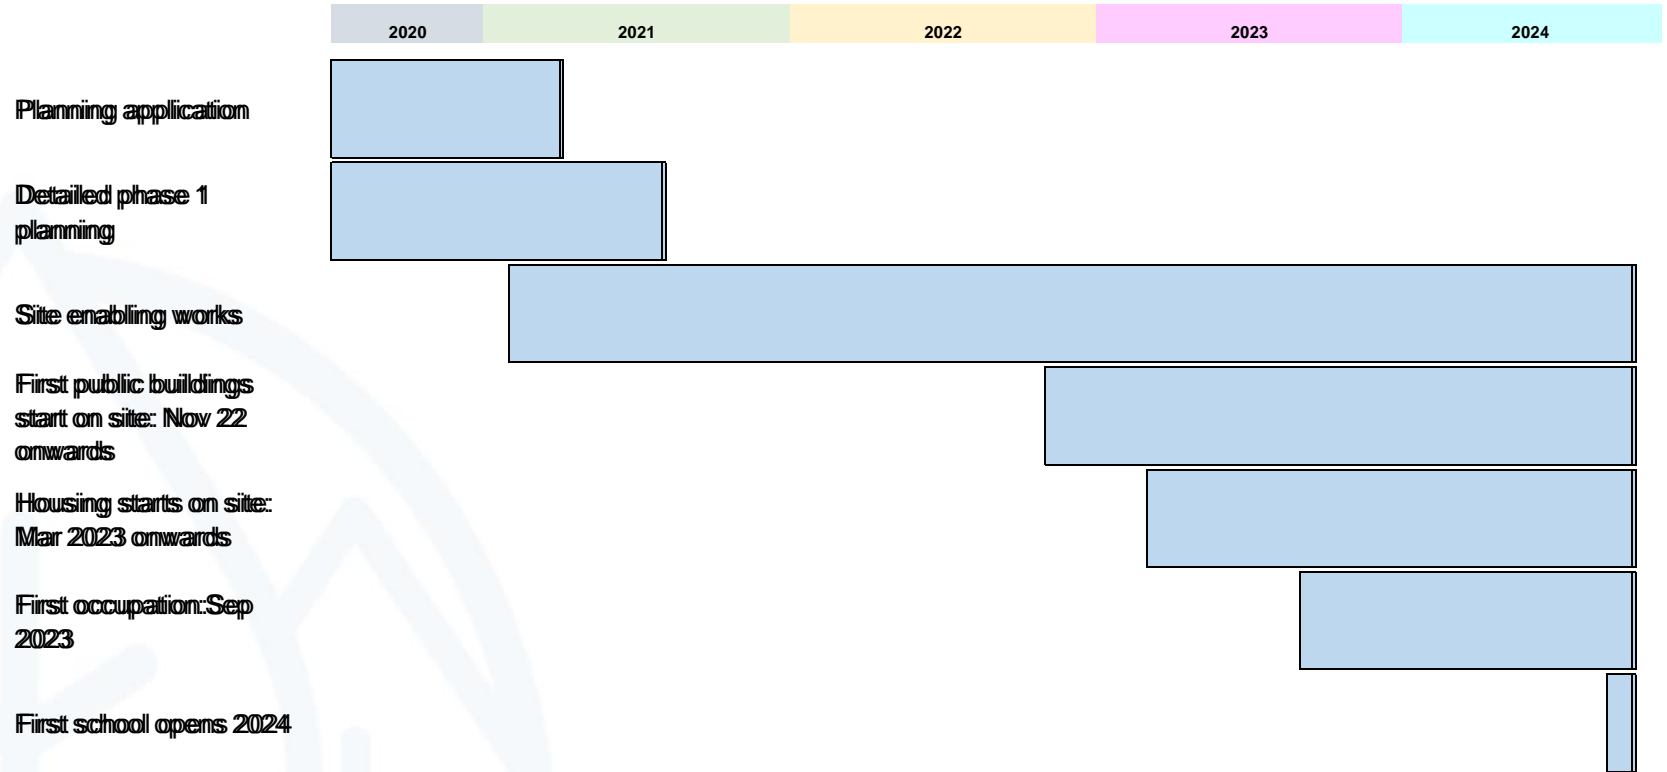 2020 2021 2022 2023 2024
Planning application
Detailed phase 1
planning
Site enabling works
First public buildings
start on site: Nov 22
onwards
Housing starts on site:
Mar 2023 onwards
First occupation:Sep
2023
First school opens 2024